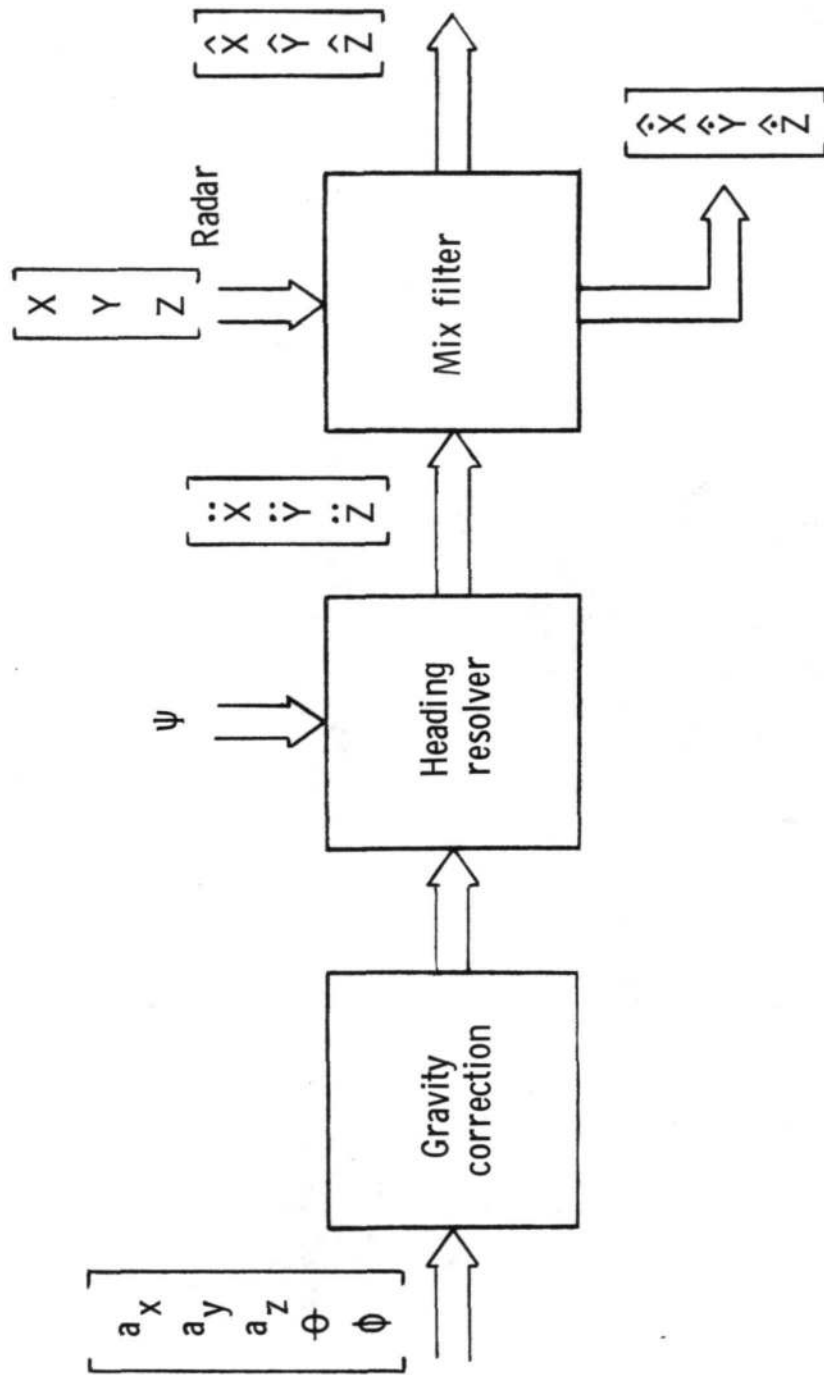 a_x
a_y
a_z
θ
ϕ
Gravity
correction
ψ
Heading
resolver
Ẍ
Ÿ
Z̈
X
Y
Z
Radar
Mix filter
X̂
Ŷ
Ẑ
Ẋ̂
Ẏ̂
Ż̂